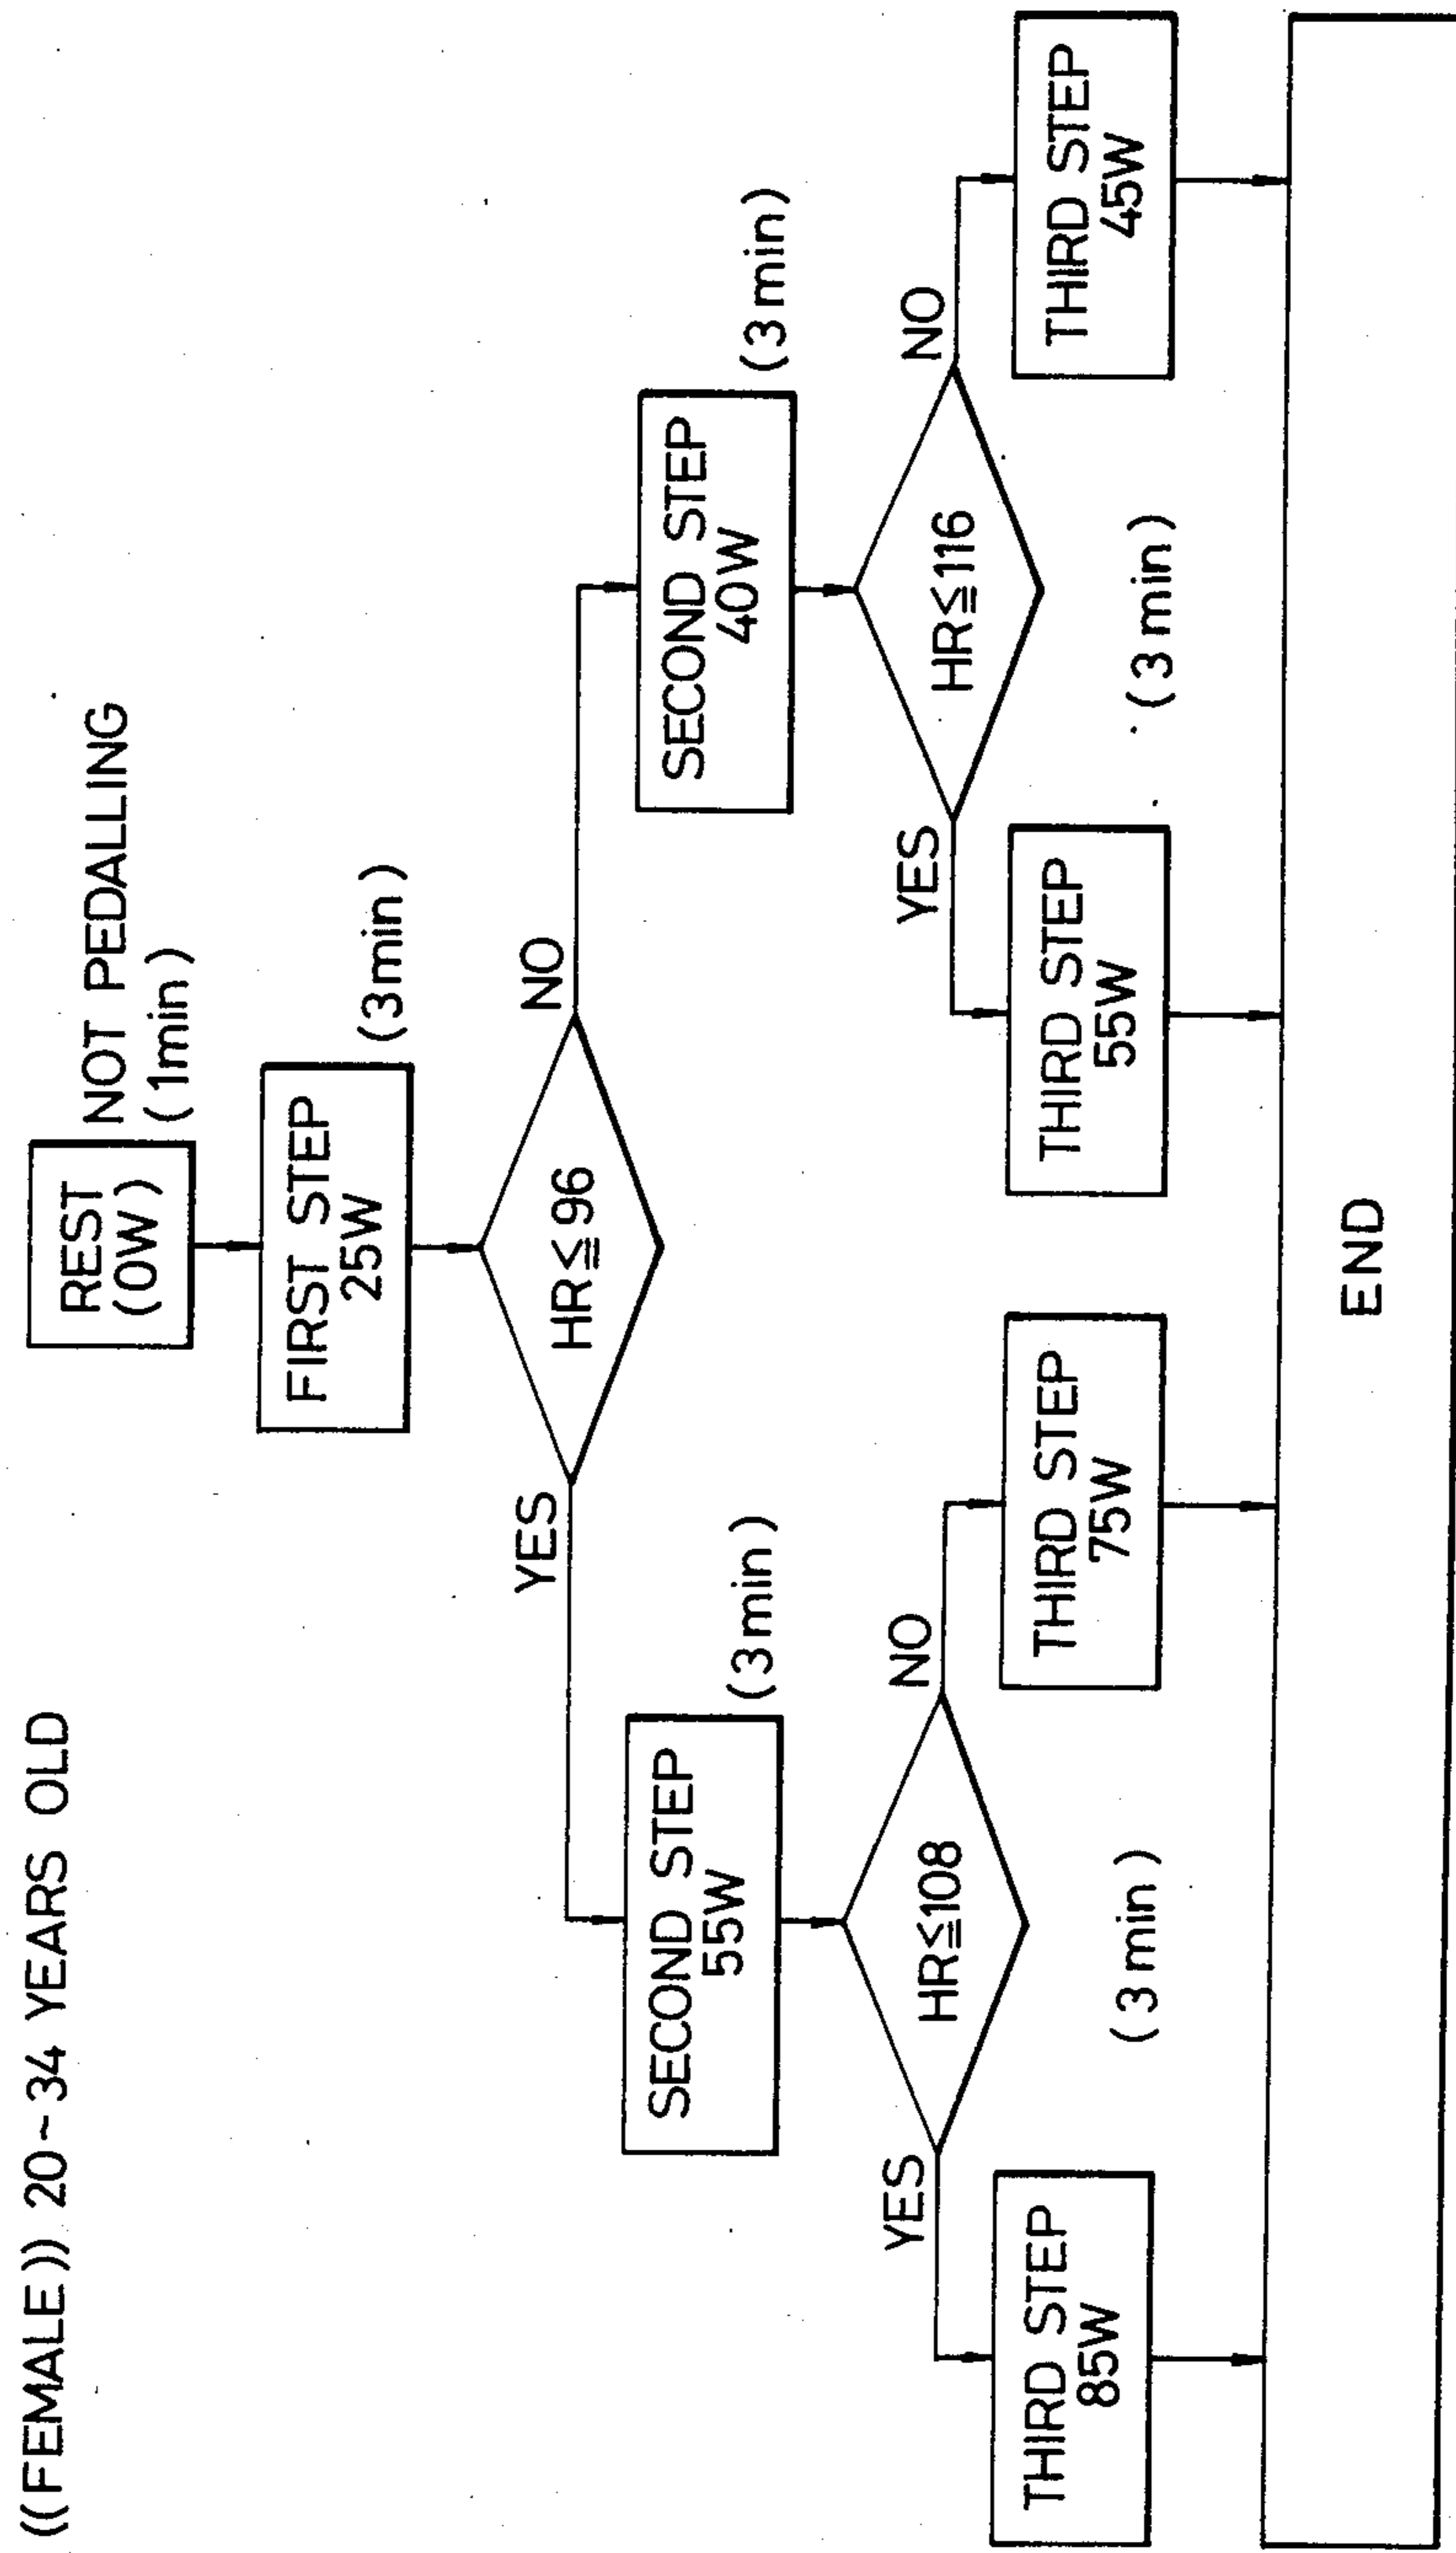 ((FEMALE)) 20~34 YEARS OLD
REST
(0W)
NOT PEDALLING
(1min)
FIRST STEP
25W
(3min)
HR≦96
YES
NO
SECOND STEP
55W
(3min)
SECOND STEP
40W
(3min)
HR≦108
YES
NO
HR≦116
YES
NO
THIRD STEP
85W
(3min)
THIRD STEP
75W
THIRD STEP
55W
(3min)
THIRD STEP
45W
END